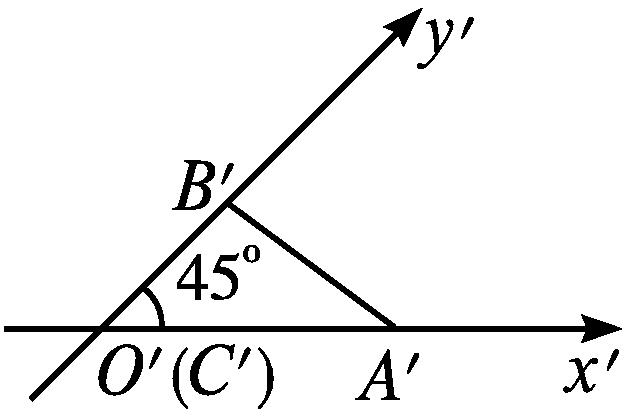 y′
B′
45°
O′(C′) A′ x′